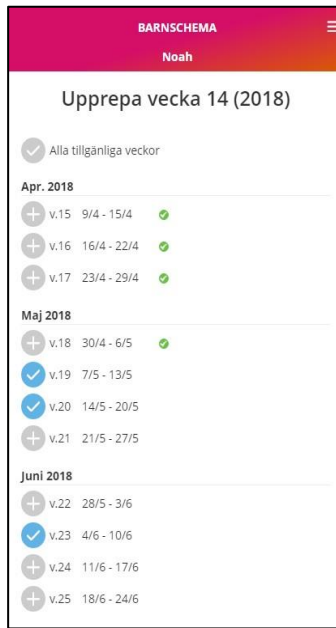 BARNSCHEMA
Noah
Upprepa vecka 14 (2018)
Alla tillgänliga veckor
Apr. 2018
v.15 9/4 - 15/4
v.16 16/4 - 22/4
v.17 23/4 - 29/4
Maj 2018
v.18 30/4 - 6/5
v.19 7/5 - 13/5
v.20 14/5 - 20/5
v.21 21/5 - 27/5
Juni 2018
v.22 28/5 - 3/6
v.23 4/6 - 10/6
v.24 11/6 - 17/6
v.25 18/6 - 24/6